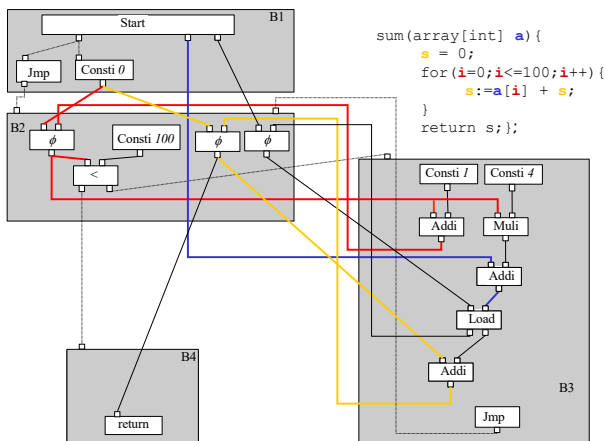 B1
Start
Jmp
Consti 0
B2
ϕ
Consti 100
ϕ
ϕ
<
sum(array[int] a){
s = 0;
for(i=0;i<=100;i++){
s:=a[i] + s;
}
return s;};
Consti 1
Consti 4
Addi
Muli
Addi
Load
Addi
B3
Jmp
B4
return